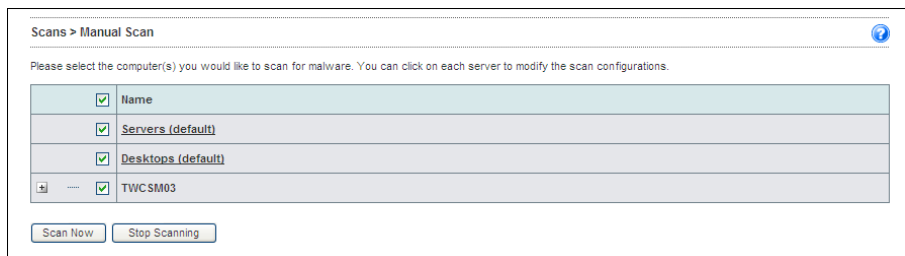 Scans > Manual Scan
?
Please select the computer(s) you would like to scan for malware. You can click on each server to modify the scan configurations.
Name
Servers (default)
Desktops (default)
TWCSM03
Scan Now Stop Scanning